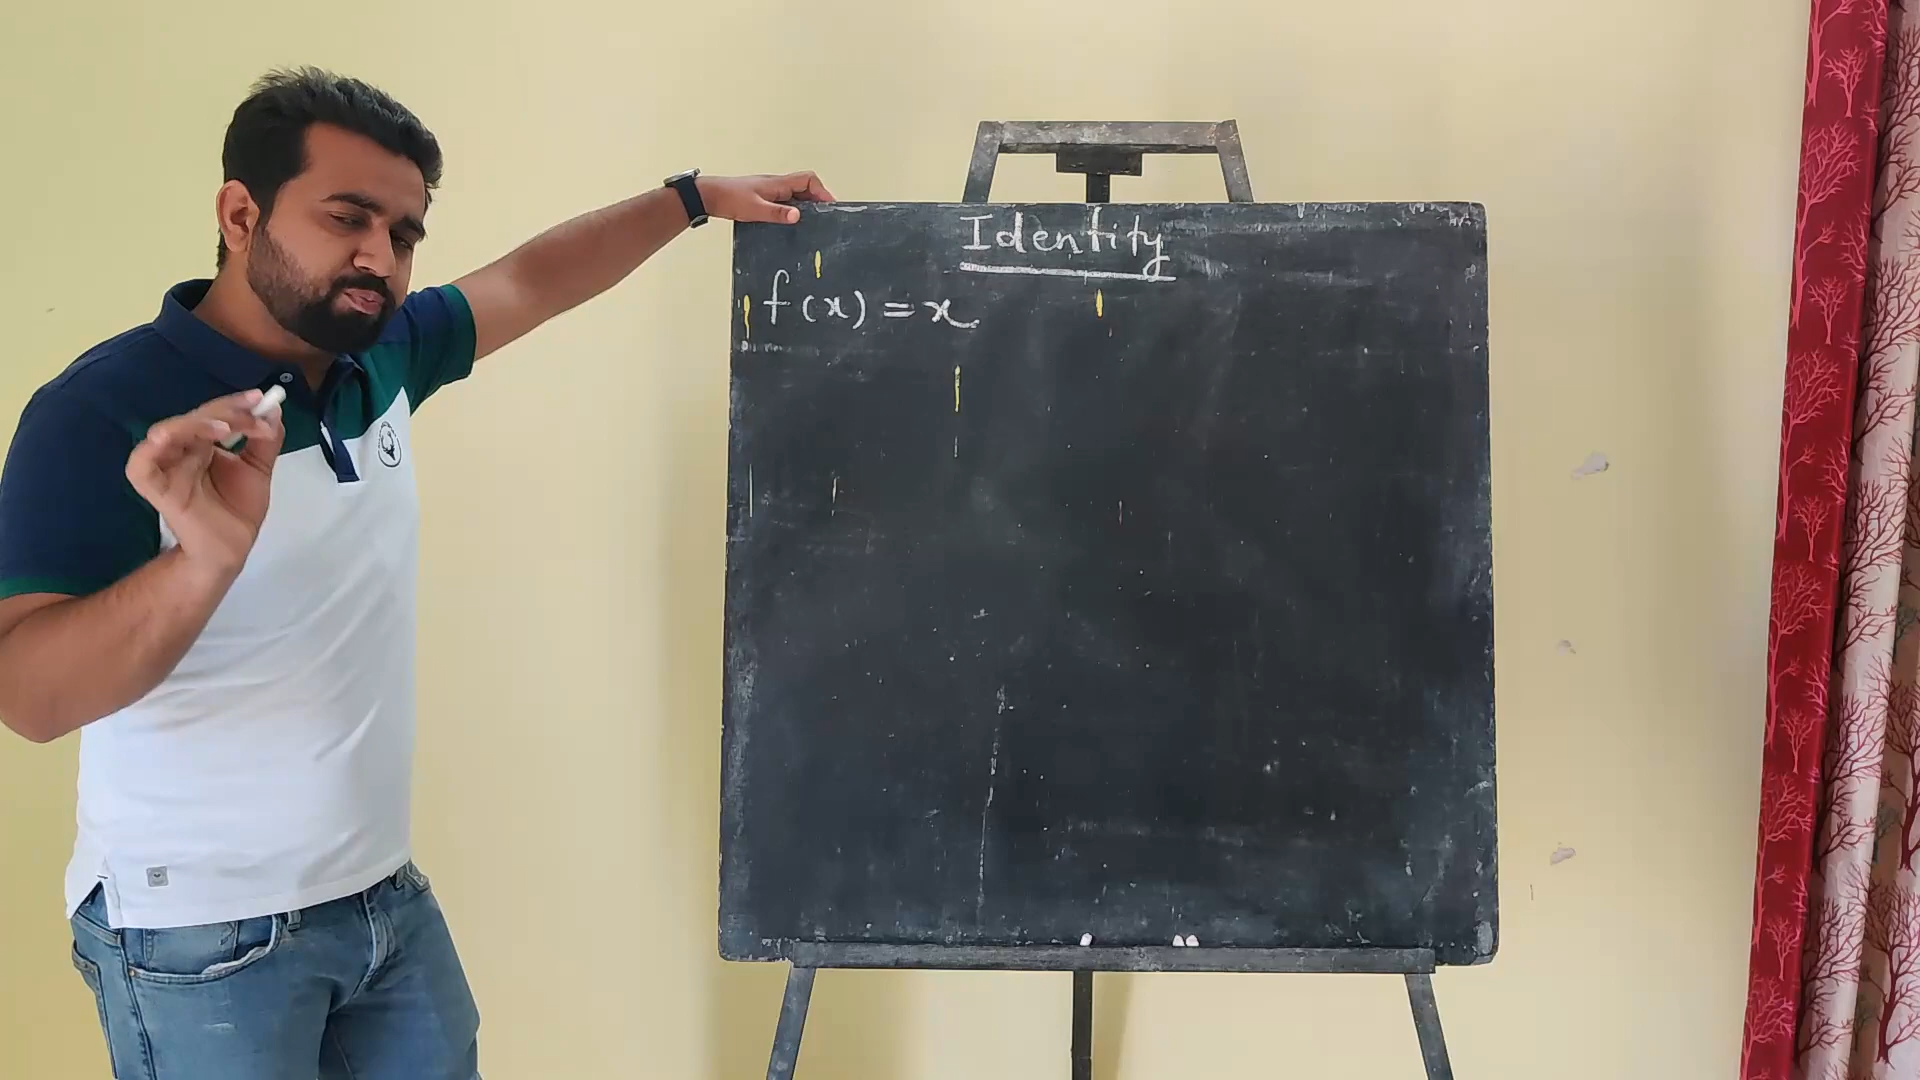 Identity
f(x) = x